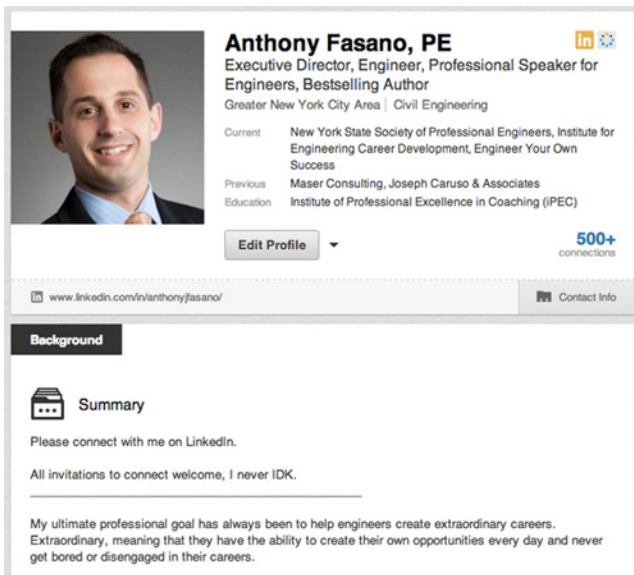 Anthony Fasano, PE
Executive Director, Engineer, Professional Speaker for
Engineers, Bestselling Author
Greater New York City Area | Civil Engineering
Current New York State Society of Professional Engineers, Institute for
Engineering Career Development, Engineer Your Own
Success
Previous Maser Consulting, Joseph Caruso & Associates
Education Institute of Professional Excellence in Coaching (iPEC)
Edit Profile
500+
connections
www.linkedin.com/in/anthonyjfasano/
Contact Info
Background
Summary
Please connect with me on LinkedIn.
All invitations to connect welcome, I never IDK.
My ultimate professional goal has always been to help engineers create extraordinary careers.
Extraordinary, meaning that they have the ability to create their own opportunities every day and never
get bored or disengaged in their careers.